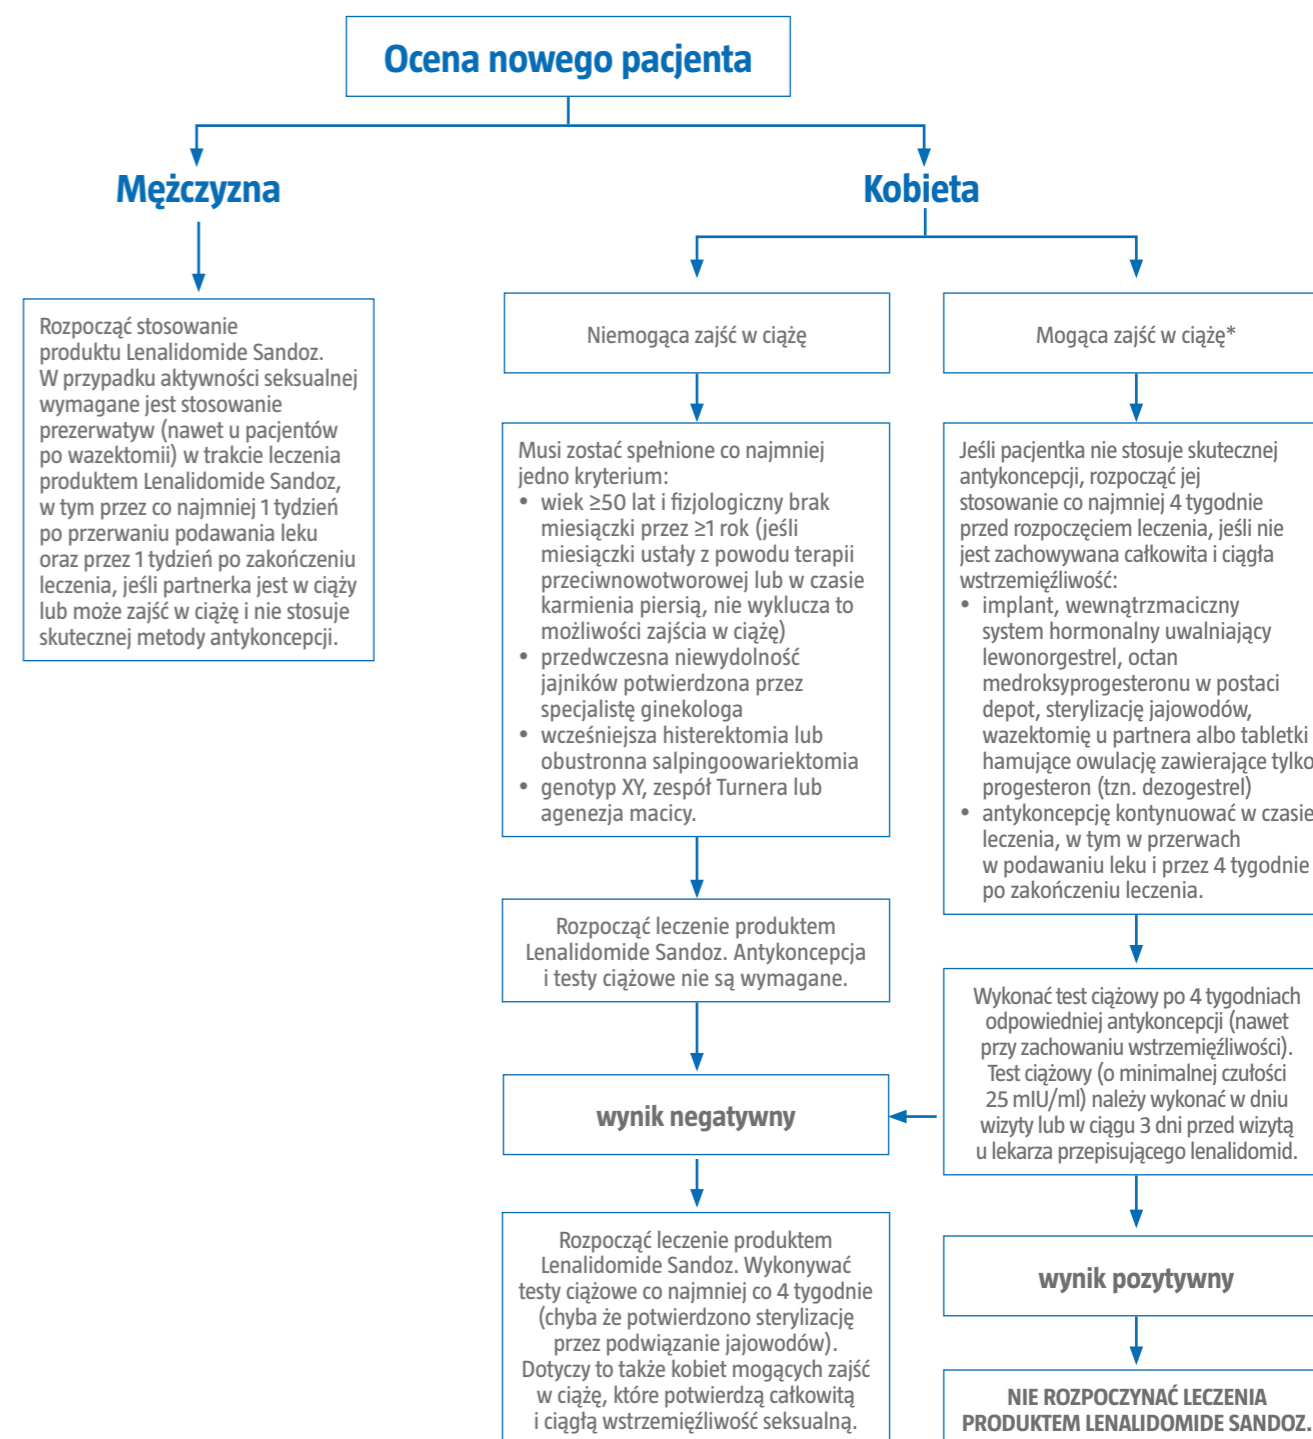 Ocena nowego pacjenta
Mężczyzna
Kobieta
Rozpocząć stosowanie
produktu Lenalidomide Sandoz.
W przypadku aktywności seksualnej
wymagane jest stosowanie
prezerwatyw (nawet u pacjentów
po wazektomii) w trakcie leczenia
produktem Lenalidomide Sandoz,
w tym przez co najmniej 1 tydzień
po przerwaniu podawania leku
oraz przez 1 tydzień po zakończeniu
leczenia, jeśli partnerka jest w ciąży
lub może zajść w ciążę i nie stosuje
skutecznej metody antykoncepcji.
Niemogąca zajść w ciążę
Musi zostać spełnione co najmniej
jedno kryterium:
• wiek ≥50 lat i fizjologiczny brak
miesiączki przez ≥1 rok (jeśli
miesiączki ustały z powodu terapii
przeciwnowotworowej lub w czasie
karmienia piersią, nie wyklucza to
możliwości zajścia w ciążę)
• przedwczesna niewydolność
jajników potwierdzona przez
specjalistę ginekologa
• wcześniejsza histerektomia lub
obustronna salpingoowariektomia
• genotyp XY, zespół Turnera lub
agenezja macicy.
Rozpocząć leczenie produktem
Lenalidomide Sandoz. Antykoncepcja
i testy ciążowe nie są wymagane.
wynik negatywny
Rozpocząć leczenie produktem
Lenalidomide Sandoz. Wykonywać
testy ciążowe co najmniej co 4 tygodnie
(chyba że potwierdzono sterylizację
przez podwiązanie jajowodów).
Dotyczy to także kobiet mogących zajść
w ciążę, które potwierdzą całkowitą
i ciągłą wstrzemięźliwość seksualną.
Mogąca zajść w ciążę*
Jeśli pacjentka nie stosuje skutecznej
antykoncepcji, rozpocząć jej
stosowanie co najmniej 4 tygodnie
przed rozpoczęciem leczenia, jeśli nie
jest zachowywana całkowita i ciągła
wstrzemięźliwość:
• implant, wewnątrzmaciczny
system hormonalny uwalniający
lewonorgestrel, octan
medroksyprogesteronu w postaci
depot, sterylizację jajowodów,
wazektomię u partnera albo tabletki
hamujące owulację zawierające tylko
progesteron (tzn. dezogestrel)
• antykoncepcję kontynuować w czasie
leczenia, w tym w przerwach
w podawaniu leku i przez 4 tygodnie
po zakończeniu leczenia.
Wykonać test ciążowy po 4 tygodniach
odpowiedniej antykoncepcji (nawet
przy zachowaniu wstrzemięźliwości).
Test ciążowy (o minimalnej czułości
25 mIU/ml) należy wykonać w dniu
wizyty lub w ciągu 3 dni przed wizytą
u lekarza przepisującego lenalidomid.
wynik pozytywny
NIE ROZPOCZYNAĆ LECZENIA
PRODUKTEM LENALIDOMIDE SANDOZ.